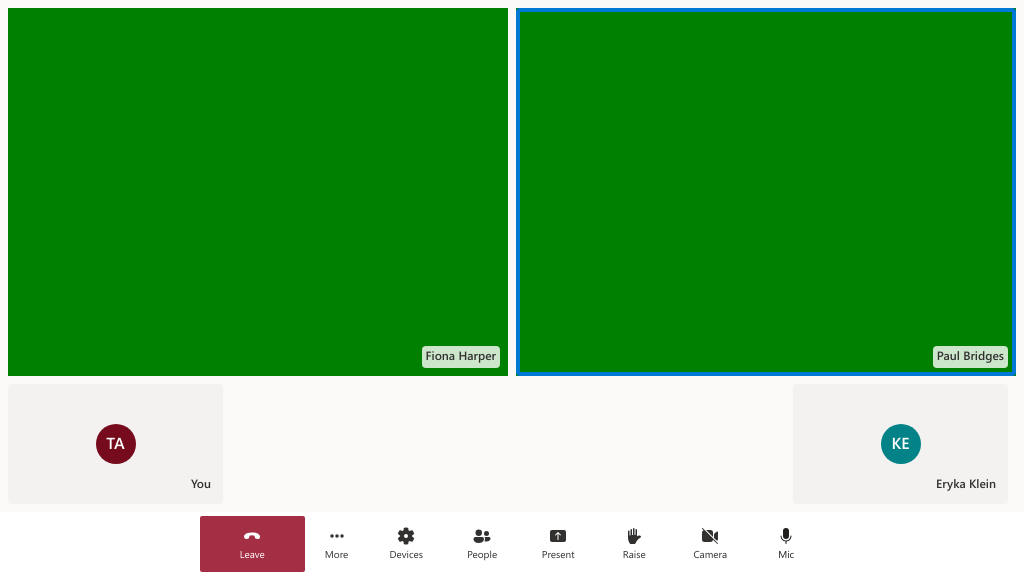 Fiona Harper
Paul Bridges
TA
You
KE
Eryka Klein
Leave
More
Devices
People
Present
Raise
Camera
Mic